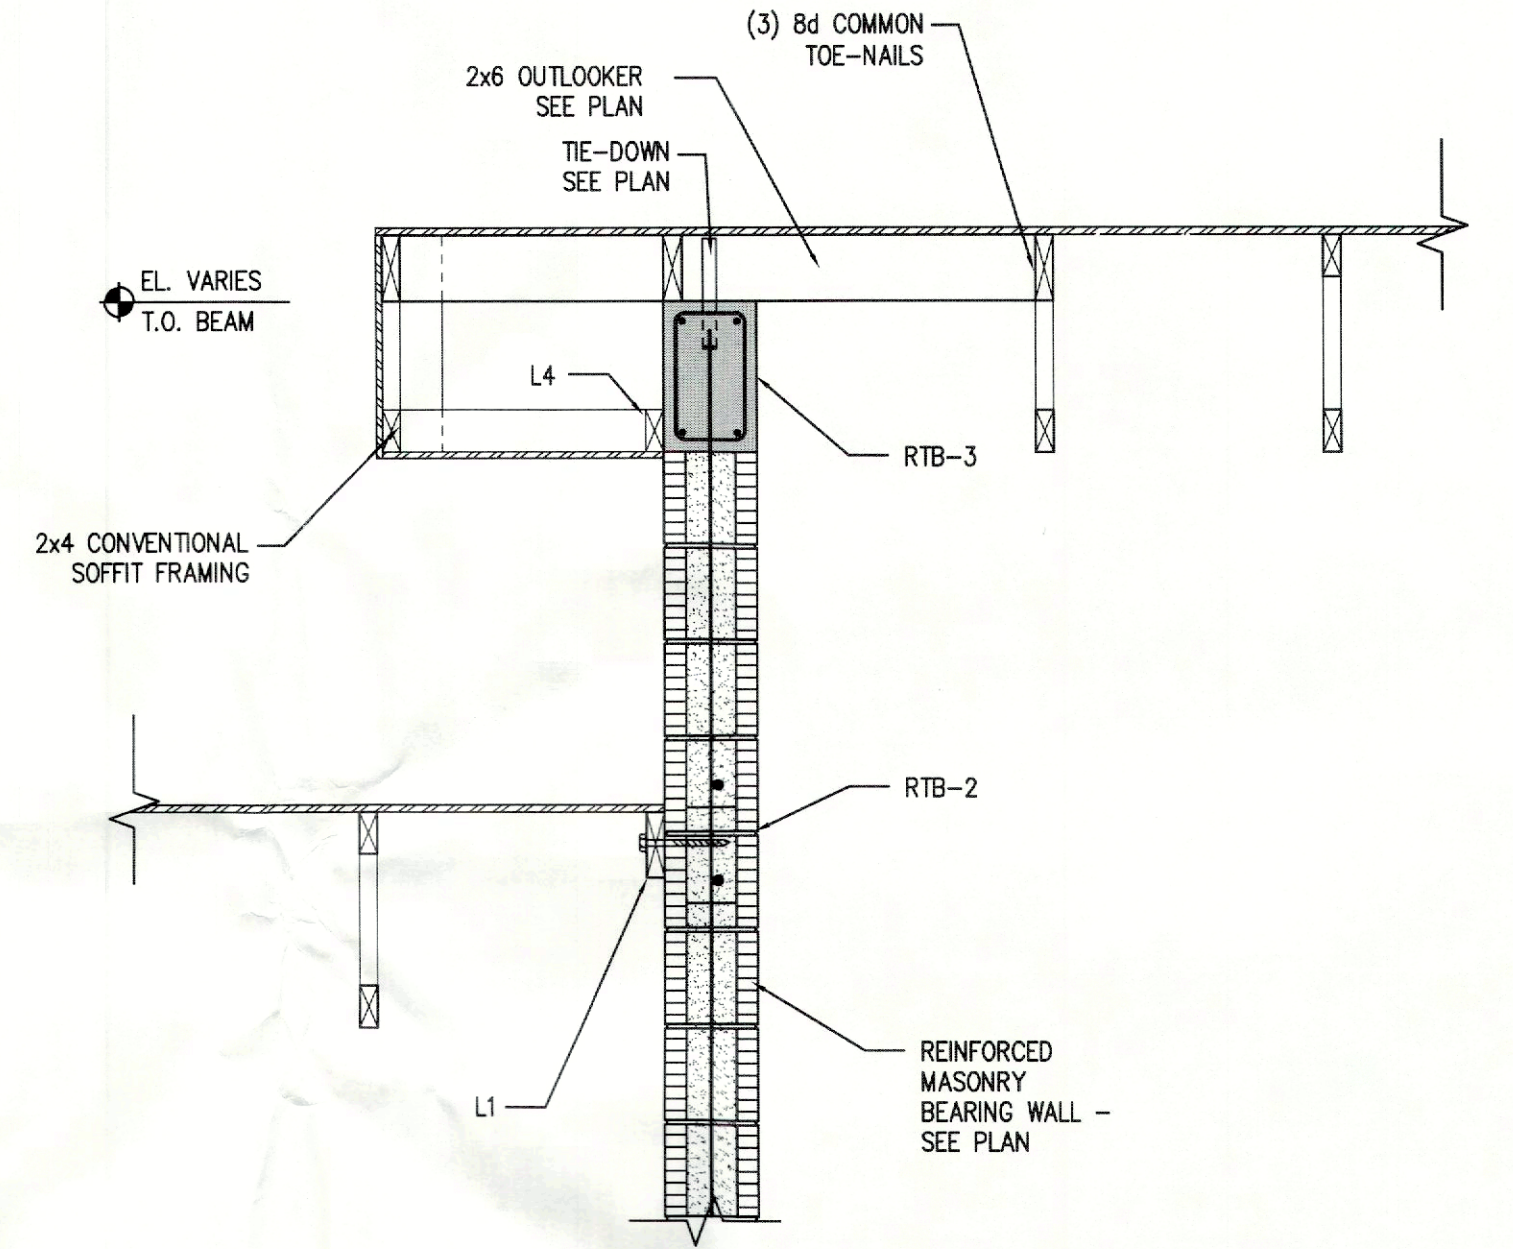 (3) 8d COMMON
TOE-NAILS
2x6 OUTLOOKER
SEE PLAN
TIE-DOWN
SEE PLAN
EL. VARIES
T.O. BEAM
L4
RTB-3
2x4 CONVENTIONAL
SOFFIT FRAMING
RTB-2
L1
REINFORCED
MASONRY
BEARING WALL -
SEE PLAN